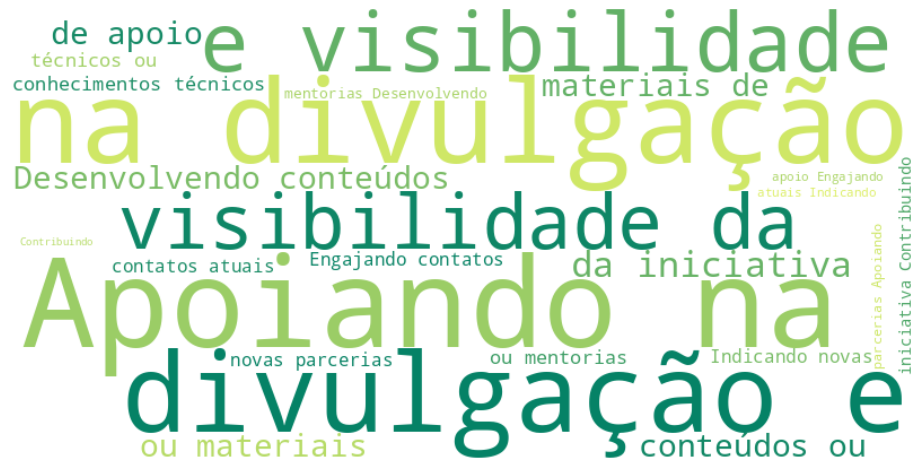 de apoio
e visibilidade
técnicos ou
conhecimentos técnicos
mentorias Desenvolvendo
materiais de
na divulgação
Desenvolvendo conteúdos
apoio Engajando
atuais Indicando
visibilidade da
Contribuindo
contatos atuais
Engajando contatos
da iniciativa
Apoiando na
parcerias Apoiando
iniciativa Contribuindo
novas parcerias
ou mentorias
Indicando novas
divulgação e
ou materiais
conteúdos ou